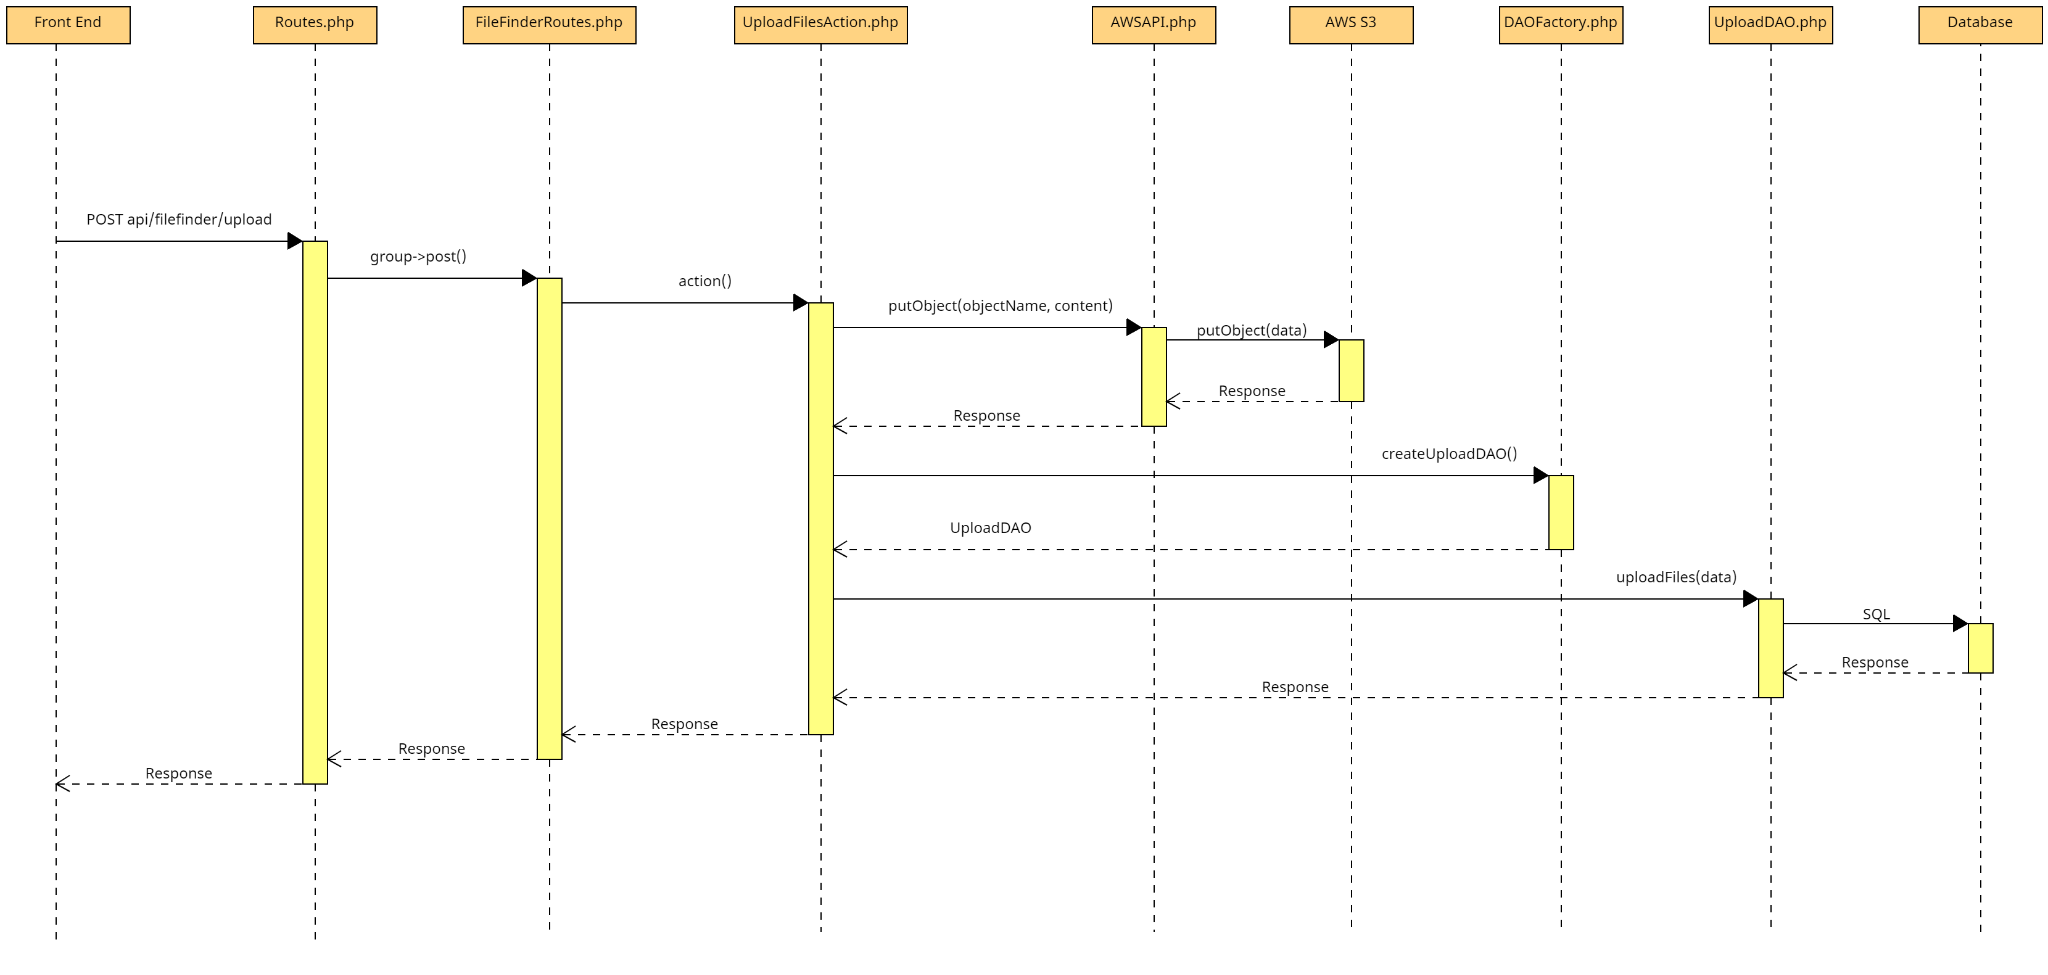 Front End
Routes.php
FileFinderRoutes.php
UploadFilesAction.php
AWSAPI.php
AWS S3
DAOFactory.php
UploadDAO.php
Database
POST api/filefinder/upload
group->post()
action()
putObject(objectName, content)
putObject(data)
Response
Response
createUploadDAO()
UploadDAO
uploadFiles(data)
SQL
Response
Response
Response
Response
Response